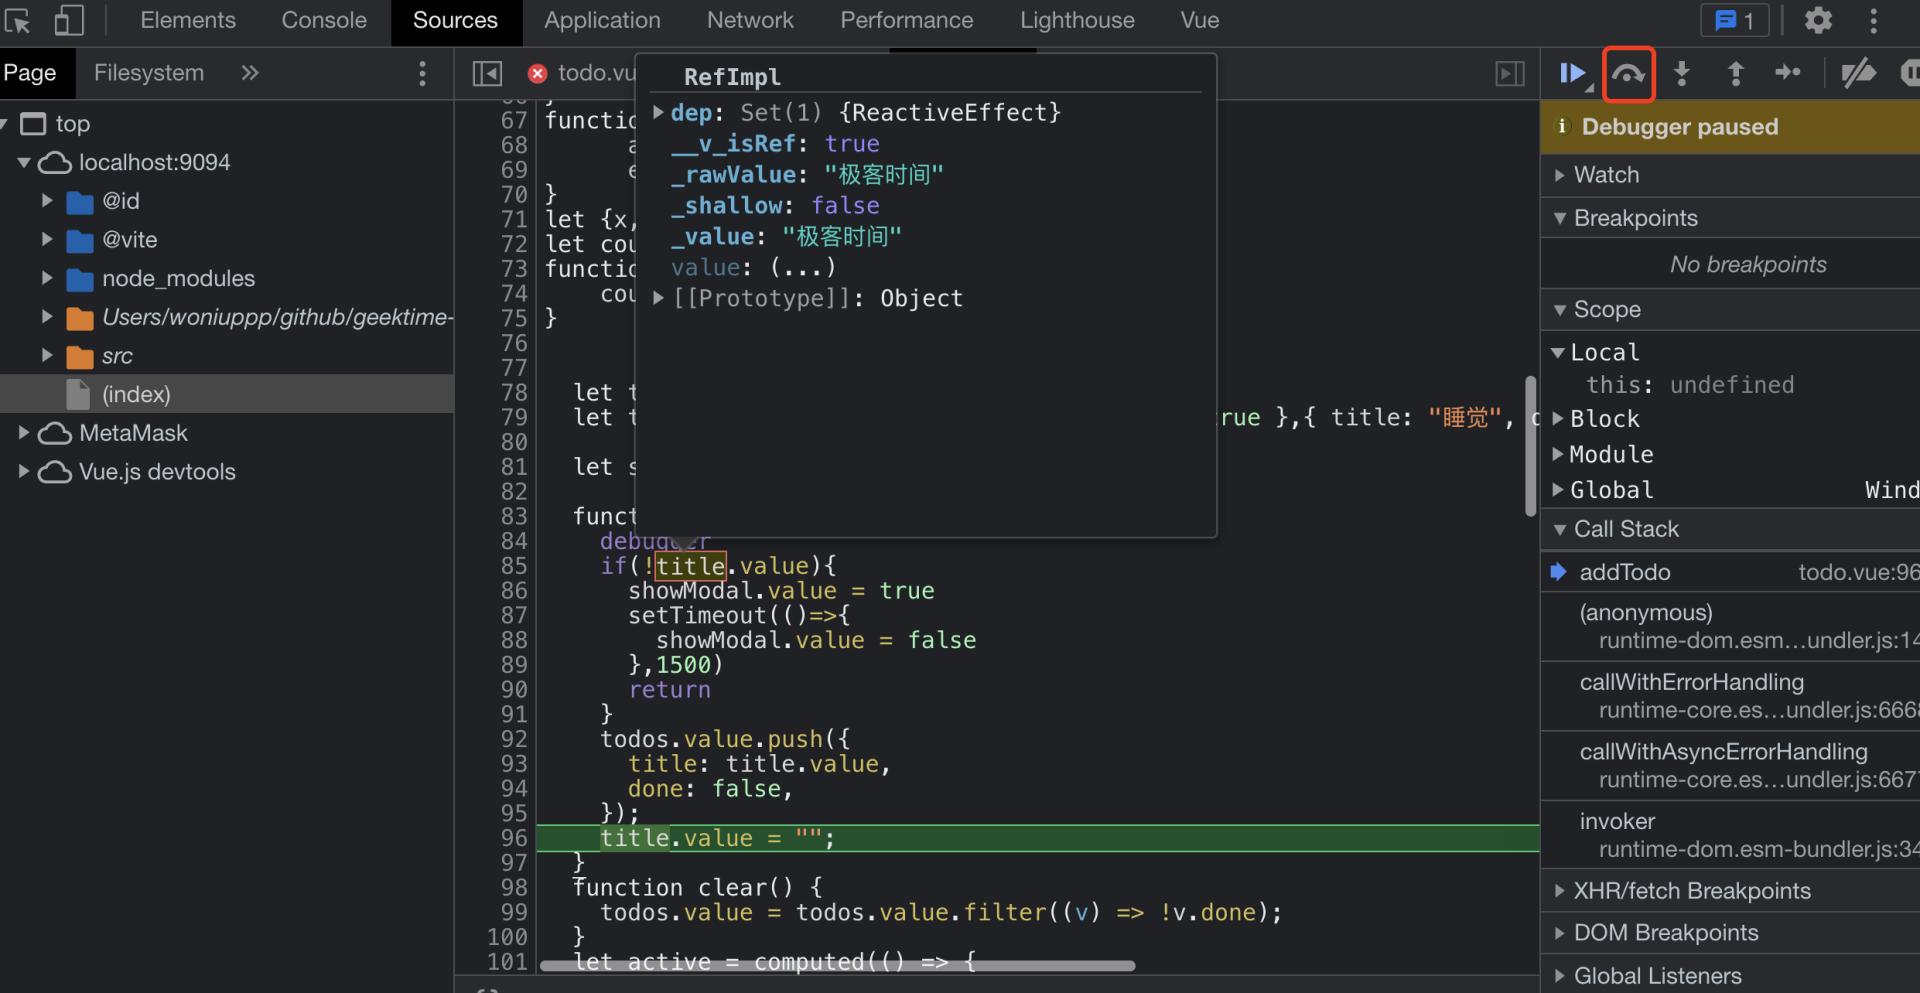 Elements Console Sources Application Network Performance Lighthouse Vue 1
Page Filesystem »
todo.vu
top
localhost:9094
@id
@vite
node_modules
Users/woniuppp/github/geektime-
src
(index)
MetaMask
Vue.js devtools
RefImpl
dep: Set(1) {ReactiveEffect}
__v_isRef: true
_rawValue: "极客时间"
_shallow: false
_value: "极客时间"
value: (...)
[[Prototype]]: Object
67 functio
68 a
69 e
70 }
71 let {x,
72 let cou
73 functio
74 cou
75 }
76
77
78 let t
79 let t rue },{ title: "睡觉",
80
81 let s
82
83 funct
84 debugger
85 if(!title.value){
86 showModal.value = true
87 setTimeout(()=>{
88 showModal.value = false
89 },1500)
90 return
91 }
92 todos.value.push({
93 title: title.value,
94 done: false,
95 });
96 title.value = "";
97 }
98 function clear() {
99 todos.value = todos.value.filter((v) => !v.done);
100 }
101 let active = computed(() => {
Debugger paused
Watch
Breakpoints
No breakpoints
Scope
Local
this: undefined
Block
Module
Global Wind
Call Stack
addTodo todo.vue:96
(anonymous)
runtime-dom.esm…undler.js:14
callWithErrorHandling
runtime-core.es…undler.js:666
callWithAsyncErrorHandling
runtime-core.es…undler.js:667
invoker
runtime-dom.esm-bundler.js:34
XHR/fetch Breakpoints
DOM Breakpoints
Global Listeners